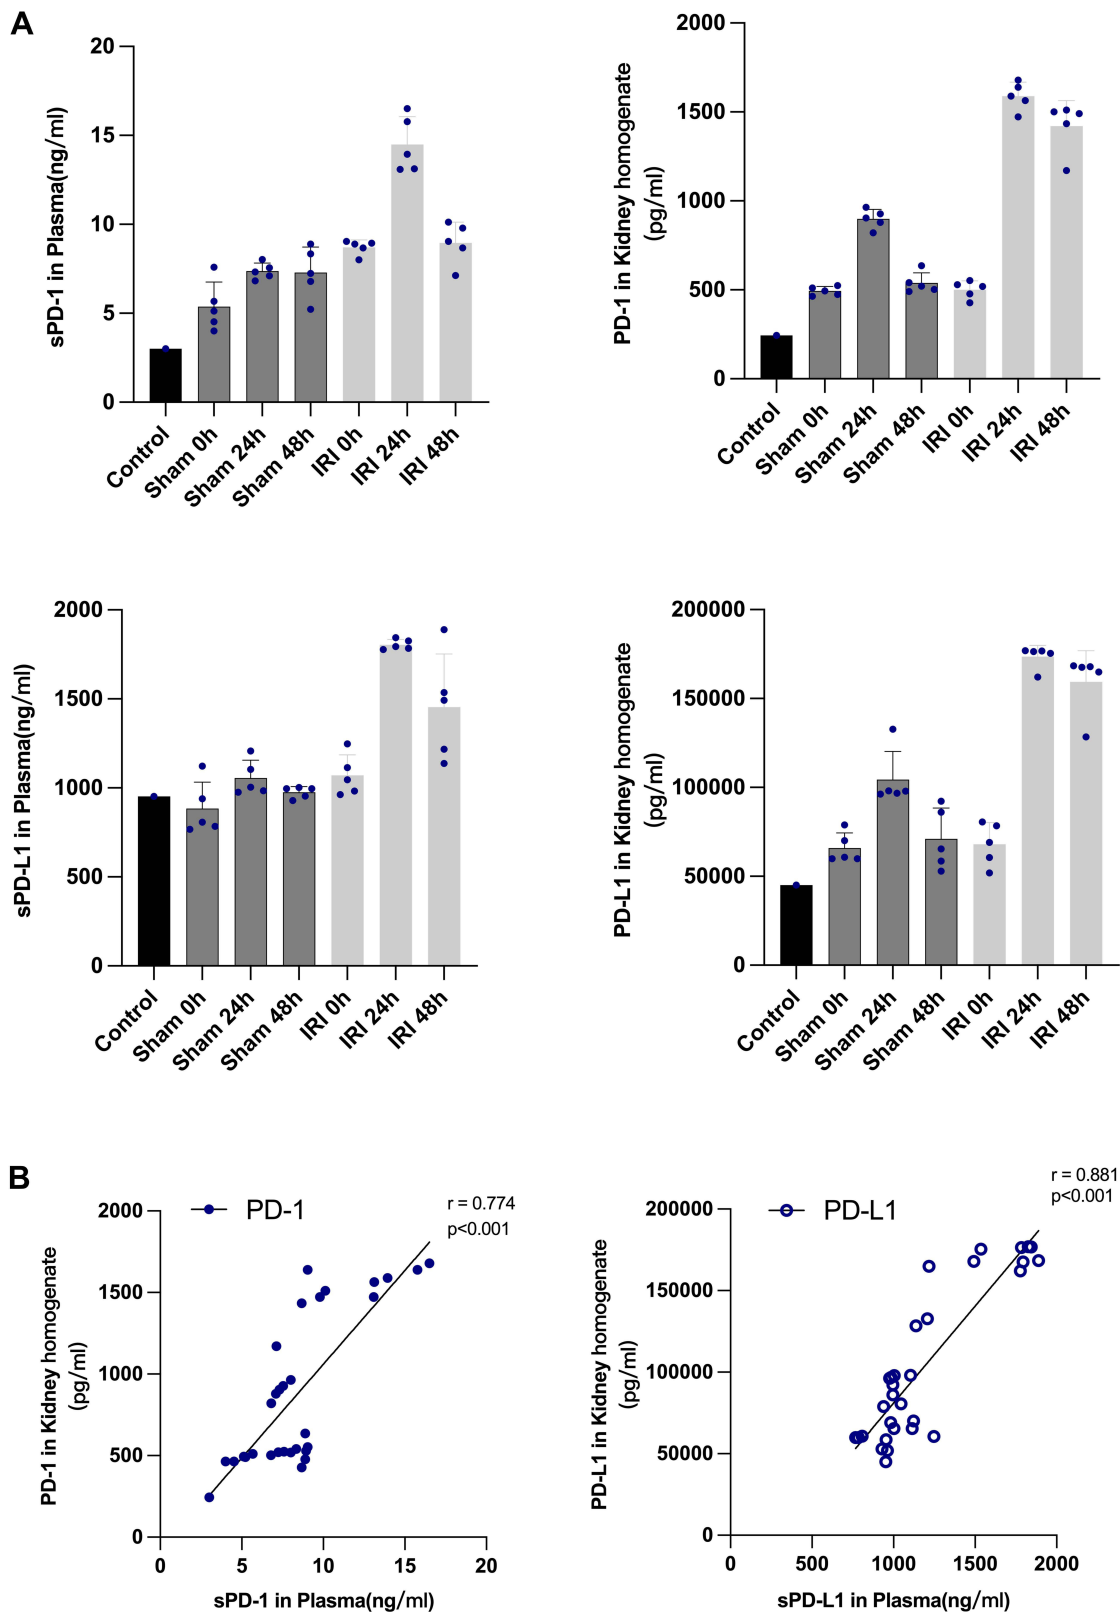 A
sPD-1 in Plasma(ng/ml)
20
15
10
5
0
Control
Sham 0h
Sham 24h
Sham 48h
IRI 0h
IRI 24h
IRI 48h
PD-1 in Kidney homogenate
(pg/ml)
2000
1500
1000
500
0
Control
Sham 0h
Sham 24h
Sham 48h
IRI 0h
IRI 24h
IRI 48h
sPD-L1 in Plasma(ng/ml)
2000
1500
1000
500
0
Control
Sham 0h
Sham 24h
Sham 48h
IRI 0h
IRI 24h
IRI 48h
PD-L1 in Kidney homogenate
(pg/ml)
200000
150000
100000
50000
0
Control
Sham 0h
Sham 24h
Sham 48h
IRI 0h
IRI 24h
IRI 48h
B
PD-1
r = 0.774
p<0.001
PD-1 in Kidney homogenate
(pg/ml)
2000
1500
1000
500
0
0 5 10 15 20
sPD-1 in Plasma(ng/ml)
PD-L1
r = 0.881
p<0.001
PD-L1 in Kidney homogenate
(pg/ml)
200000
150000
100000
50000
0
0 500 1000 1500 2000
sPD-L1 in Plasma(ng/ml)